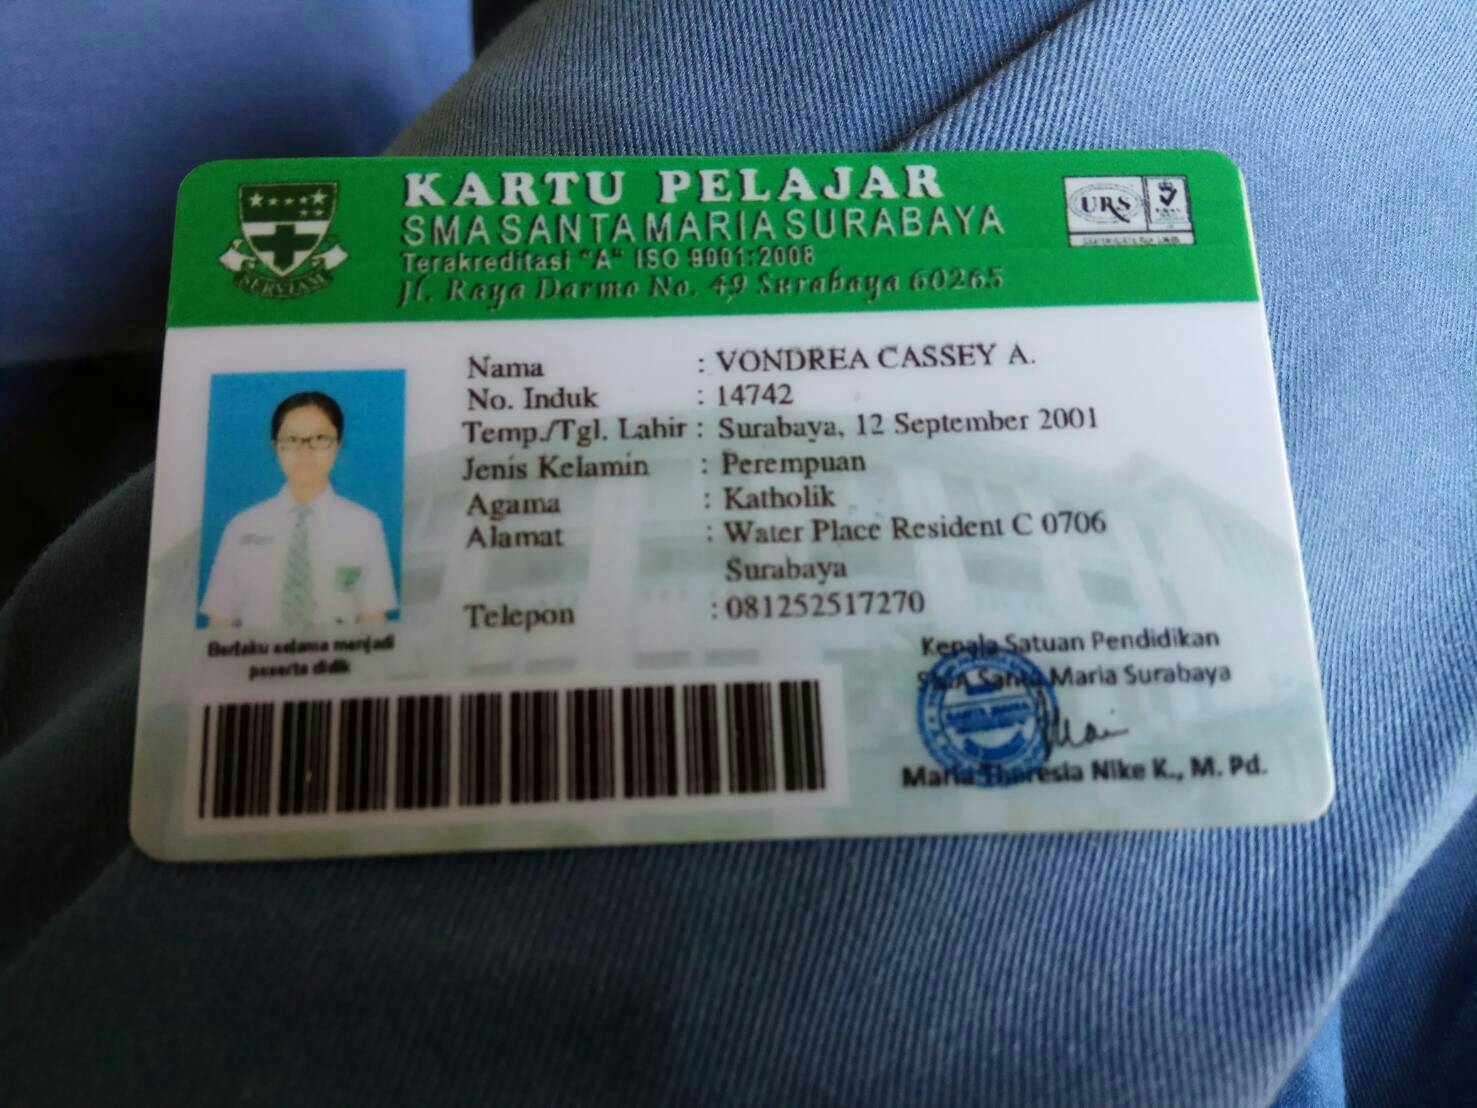 KARTU PELAJAR
SMA SANTA MARIA SURABAYA
Terakreditasi "A" ISO 9001:2008
Jl. Raya Darmo No. 49 Surabaya 60265
SERVIAM
URS
Nama : VONDREA CASSEY A.
No. Induk : 14742
Temp./Tgl. Lahir : Surabaya, 12 September 2001
Jenis Kelamin : Perempuan
Agama : Katholik
Alamat : Water Place Resident C 0706
Surabaya
Telepon : 081252517270
Berlaku selama menjadi
peserta didik
Kepala Satuan Pendidikan
SMA Santa Maria Surabaya
Maria Theresia Nike K., M. Pd.